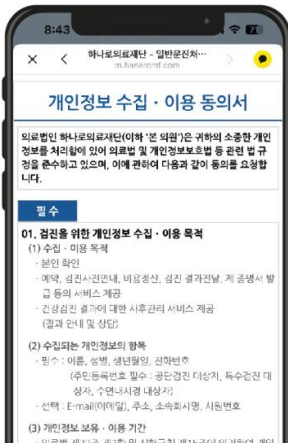 8:43
하나로의료재단 - 일반문진차…
m.hanaromf.com
개인정보 수집 · 이용 동의서
의료법인 하나로의료재단(이하 ‘본 의원’)은 귀하의 소중한 개인
정보를 처리함에 있어 의료법 및 개인정보보호법 등 관련 법 규
정을 준수하고 있으며, 이에 관하여 다음과 같이 동의를 요청합
니다.
필 수
01. 검진을 위한 개인정보 수집 · 이용 목적
(1) 수집 · 이용 목적
· 본인 확인
· 예약, 검진사전안내, 비용정산, 검진 결과전달, 제 증명서 발
급 등의 서비스 제공
· 건강검진 결과에 대한 사후관리 서비스 제공
(결과 안내 및 상담)
(2) 수집되는 개인정보의 항목
· 필수 : 이름, 성별, 생년월일, 전화번호
(주민등록번호 필수 : 공단검진 대상자, 특수검진 대
상자, 수면내시경 대상자)
· 선택 : E-mail(이메일), 주소, 소속회사명, 사원번호
(3) 개인정보 보유 · 이용 기간